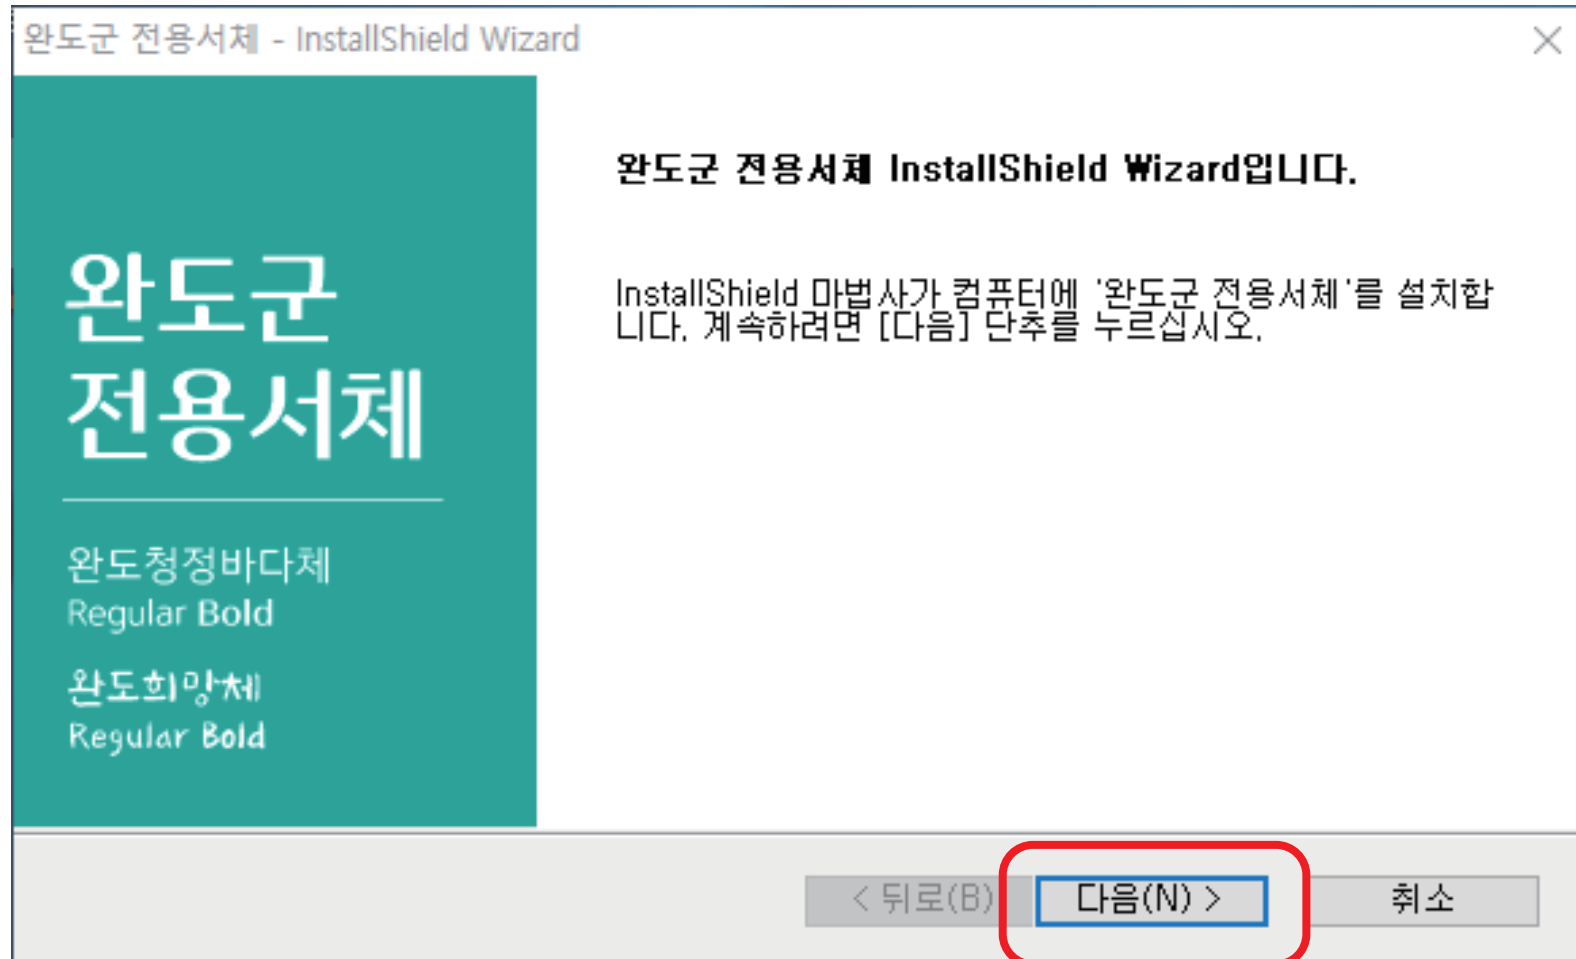 완도군 전용서체 - InstallShield Wizard
완도군
전용서체
완도청정바다체
Regular Bold
완도희망체
Regular Bold
완도군 전용서체 InstallShield Wizard입니다.
InstallShield 마법사가 컴퓨터에 '완도군 전용서체'를 설치합
니다. 계속하려면 [다음] 단추를 누르십시오.
< 뒤로(B)
다음(N) >
취소